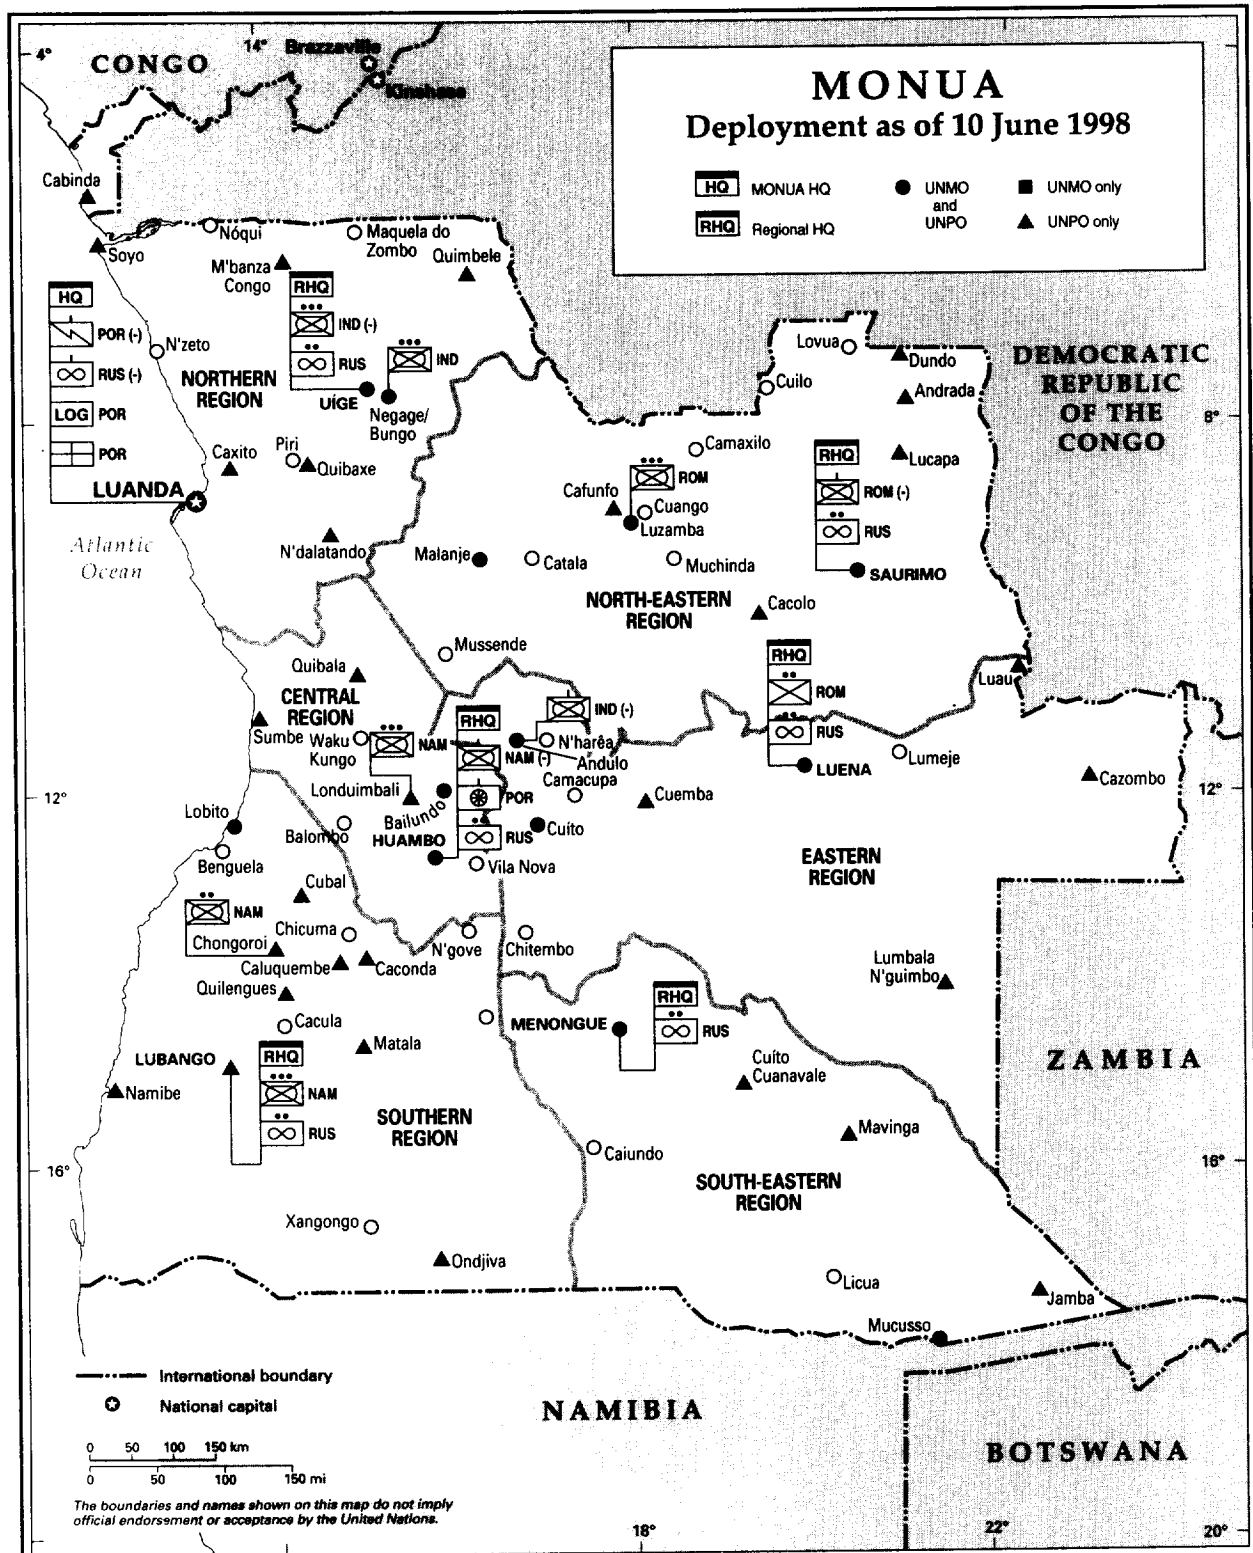 4°
14°
CONGO
Brazzaville
Kinshasa
MONUA
Deployment as of 10 June 1998
HQ MONUA HQ
RHQ Regional HQ
UNMO
and
UNPO
UNMO only
UNPO only
Cabinda
Soyo
Nóqui
Maquela do
Zombo
M'banza
Congo
Quimbele
HQ
POR (-)
RUS (-)
LOG POR
POR
RHQ
IND (-)
RUS
IND
N'zeto
NORTHERN
REGION
UÍGE
Negage/
Bungo
Lovua
Dundo
Cuilo
Andrada
DEMOCRATIC
REPUBLIC
OF THE
CONGO
8°
Caxito
Piri
Quibaxe
LUANDA
Camaxilo
Lucapa
ROM
Cafunfo
Cuango
Luzamba
RHQ
ROM (-)
RUS
SAURIMO
Atlantic
Ocean
N'dalatando
Malanje
Catala
Muchinda
NORTH-EASTERN
REGION
Cacolo
Mussende
Quibala
CENTRAL
REGION
RHQ
ROM
RUS
LUENA
Luau
Sumbe
Waku
Kungo
NAM
RHQ
NAM (-)
POR
RUS
IND (-)
N'harêa
Andulo
Camacupa
Lumeje
Cazombo
12°
12°
Londuimbali
Bailundo
Cuemba
Lobito
Balombo
HUAMBO
Cuíto
Benguela
Vila Nova
EASTERN
REGION
Cubal
NAM
Chicuma
Chongoroi
N'gove
Chitembo
Caluquembe
Caconda
Quilengues
Lumbala
N'guimbo
Cacula
MENONGUE
RHQ
RUS
Matala
LUBANGO
RHQ
NAM
RUS
Namibe
Cuíto
Cuanavale
ZAMBIA
SOUTHERN
REGION
Mavinga
Caiundo
16°
16°
SOUTH-EASTERN
REGION
Xangongo
Ondjiva
Licua
Jamba
Mucusso
International boundary
National capital
NAMIBIA
BOTSWANA
0 50 100 150 km
0 50 100 150 mi
The boundaries and names shown on this map do not imply
official endorsement or acceptance by the United Nations.
18°
22°
20°